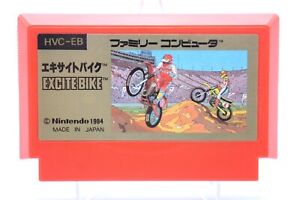 HVC-EB
ファミリー コンピュータ
エキサイトバイク
EXCITE BIKE
© Nintendo 1984
MADE IN JAPAN